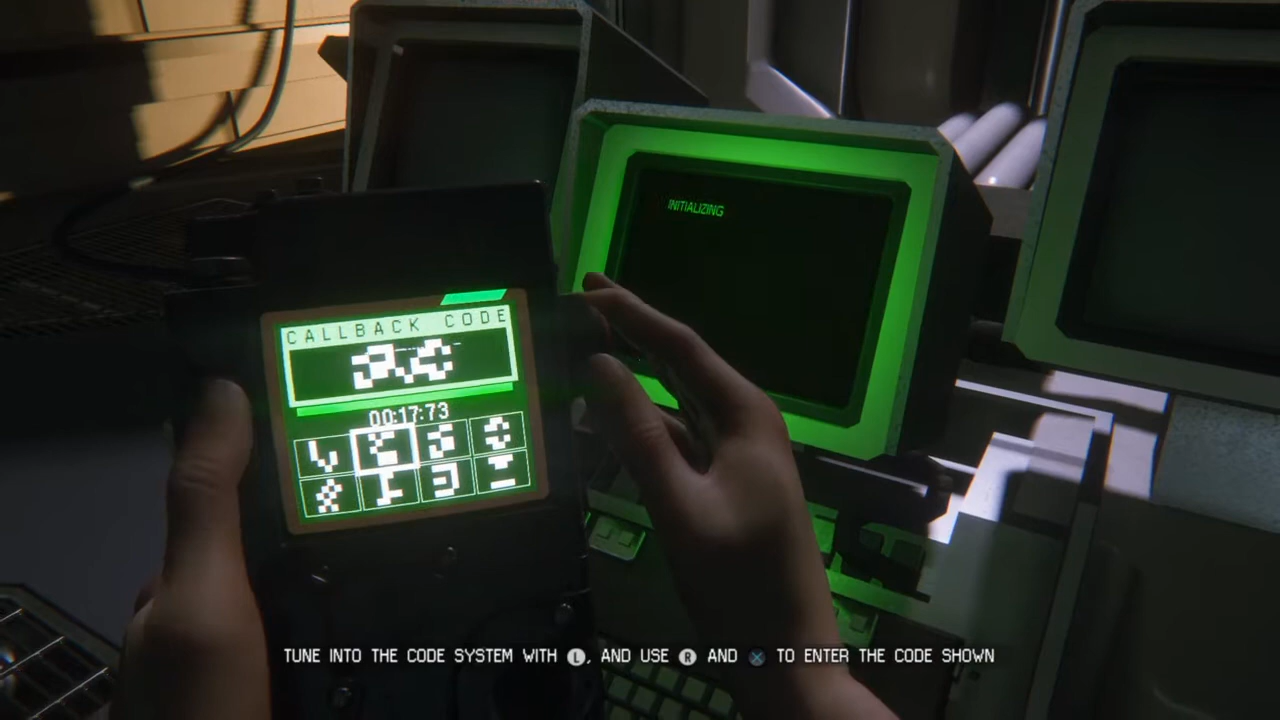 INITIALIZING
CALLBACK CODE
00:17:73
TUNE INTO THE CODE SYSTEM WITH L, AND USE R AND X TO ENTER THE CODE SHOWN